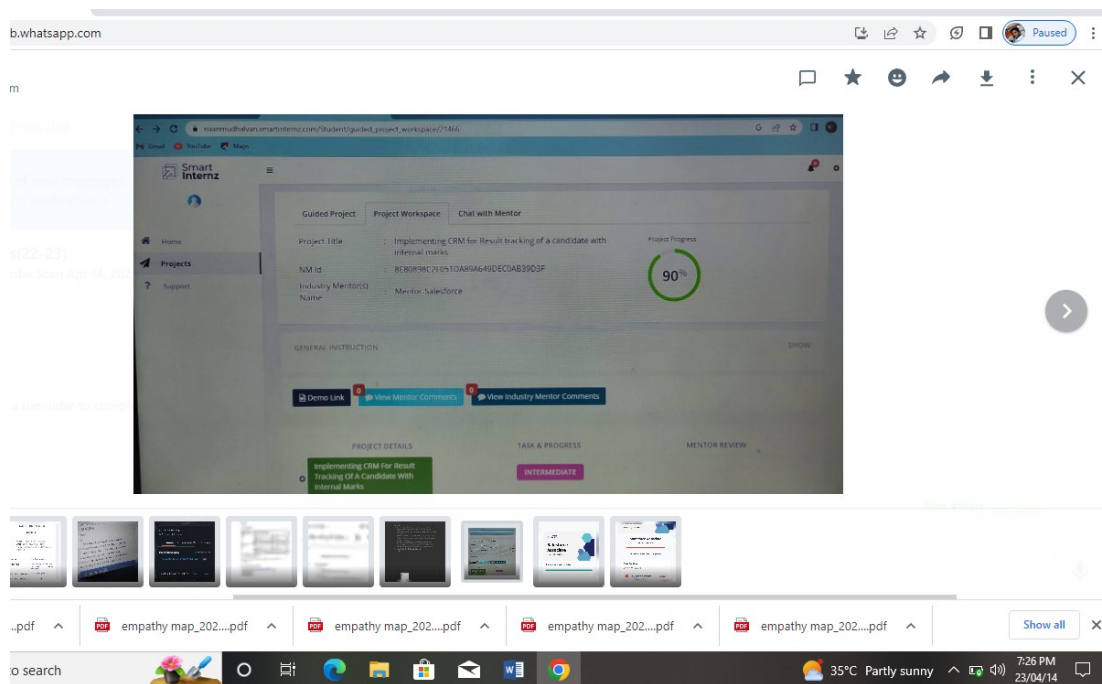 b.whatsapp.com
Paused
m
naanmudhalvan.smartinternz.com/Student/guided_project_workspace/21466
Gmail YouTube Maps
Smart
Internz
Guided Project Project Workspace Chat with Mentor
Home
Projects
Support
Project Title : Implementing CRM for Result tracking of a candidate with
internal marks
NM Id :
Industry Mentor(s)
Name : Mentor Salesforce
Project Progress
90%
GENERAL INSTRUCTION SHOW
Demo Link 0 View Mentor Comments 0 View Industry Mentor Comments
PROJECT DETAILS TASK & PROGRESS MENTOR REVIEW
Implementing CRM For Result
Tracking Of A Candidate With
Internal Marks
INTERMEDIATE
s(22-23)
...pdf empathy map_202....pdf empathy map_202....pdf empathy map_202....pdf empathy map_202....pdf Show all
to search 35°C Partly sunny 7:26 PM
23/04/14